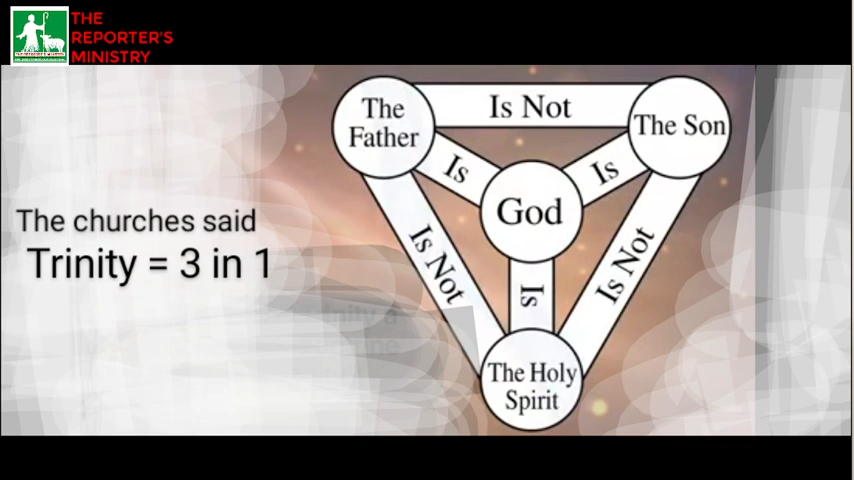 THE
REPORTER'S
MINISTRY
The churches said
Trinity = 3 in 1
The
Father
Is Not
The Son
Is
Is
God
Is Not
Is
Is Not
The Holy
Spirit